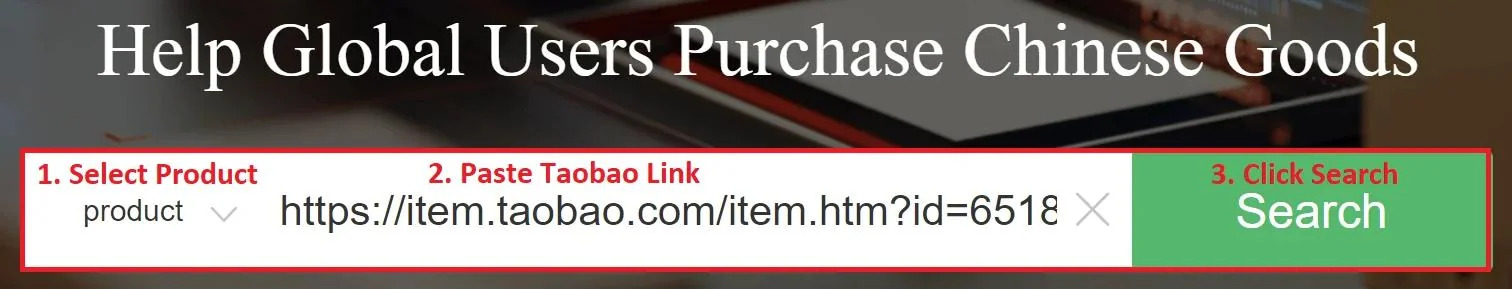 Help Global Users Purchase Chinese Goods
1. Select Product
2. Paste Taobao Link
3. Click Search
product
https://item.taobao.com/item.htm?id=6518
Search